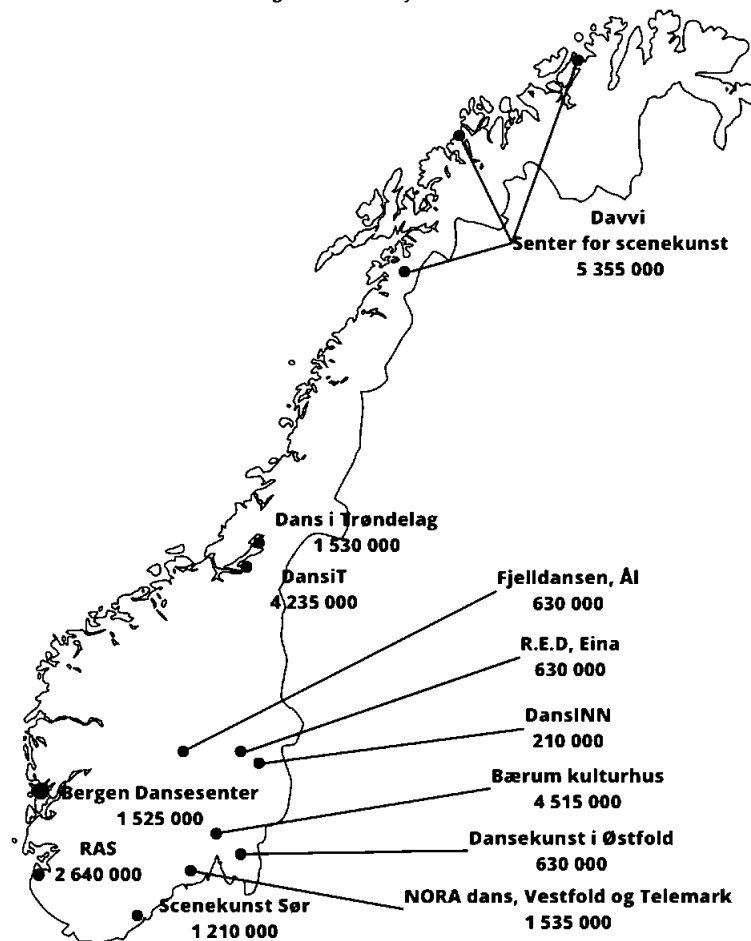 Davvi
Senter for scenekunst
5 355 000
Dans i Trøndelag
1 530 000
DansiT
4 235 000
Fjelldansen, Ål
630 000
R.E.D, Eina
630 000
DansINN
210 000
Bærum kulturhus
4 515 000
Bergen Dansesenter
1 525 000
Dansekunst i Østfold
630 000
RAS
2 640 000
NORA dans, Vestfold og Telemark
1 535 000
Scenekunst Sør
1 210 000